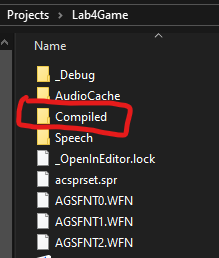 Projects > Lab4Game >
Name
_Debug
AudioCache
Compiled
Speech
_OpenInEditor.lock
acsprset.spr
AGSFNT0.WFN
AGSFNT1.WFN
AGSFNT2.WFN